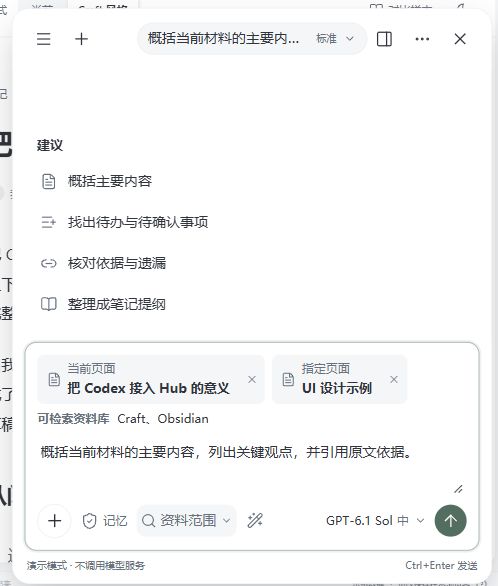 概括当前材料的主要内... 标准
建议
概括主要内容
找出待办与待确认事项
核对依据与遗漏
整理成笔记提纲
当前页面
把 Codex 接入 Hub 的意义
指定页面
UI 设计示例
可检索资料库 Craft、Obsidian
概括当前材料的主要内容，列出关键观点，并引用原文依据。
记忆 资料范围 GPT-6.1 Sol 中
演示模式 · 不调用模型服务 Ctrl+Enter 发送